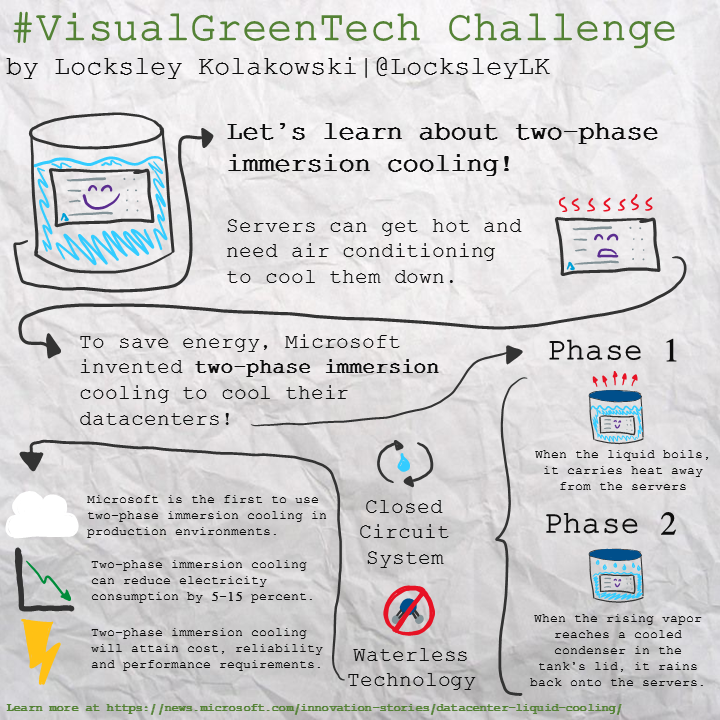 #VisualGreenTech Challenge
by Locksley Kolakowski|@LocksleyLK
Let's learn about two-phase
immersion cooling!
Servers can get hot and
need air conditioning
to cool them down.
To save energy, Microsoft
invented two-phase immersion
cooling to cool their
datacenters!
Phase 1
When the liquid boils,
it carries heat away
from the servers
Phase 2
When the rising vapor
reaches a cooled
condenser in the
tank's lid, it rains
back onto the servers.
Closed
Circuit
System
Waterless
Technology
Microsoft is the first to use
two-phase immersion cooling in
production environments.
Two-phase immersion cooling
can reduce electricity
consumption by 5-15 percent.
Two-phase immersion cooling
will attain cost, reliability
and performance requirements.
Learn more at https://news.microsoft.com/innovation-stories/datacenter-liquid-cooling/